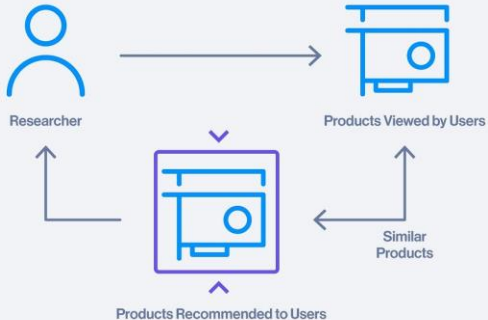 Researcher
Products Viewed by Users
Similar
Products
Products Recommended to Users